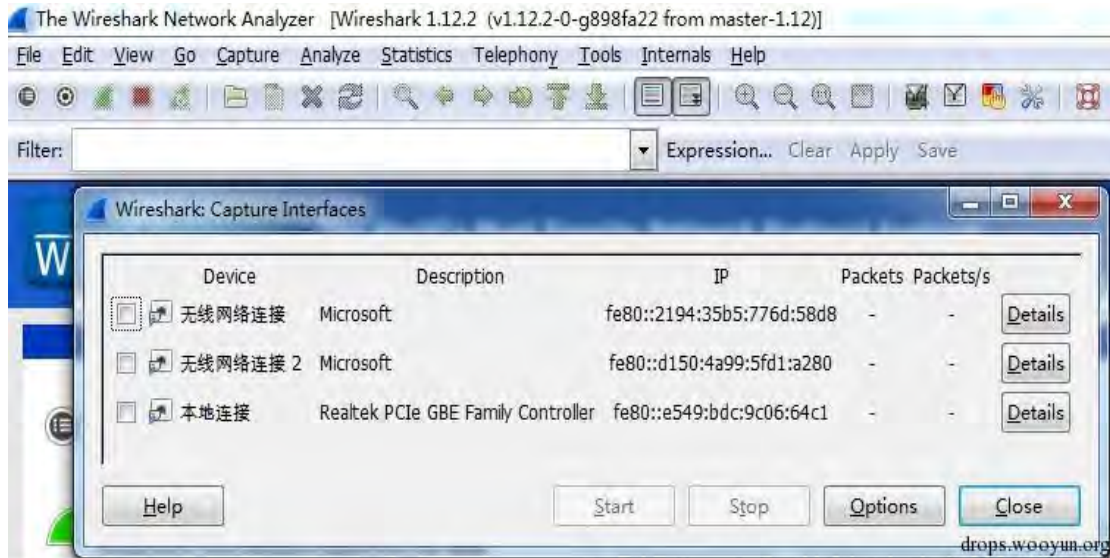 The Wireshark Network Analyzer [Wireshark 1.12.2 (v1.12.2-0-g898fa22 from master-1.12)]
File Edit View Go Capture Analyze Statistics Telephony Tools Internals Help
Filter: Expression... Clear Apply Save
Wireshark: Capture Interfaces
W
Device Description IP Packets Packets/s
无线网络连接 Microsoft fe80::2194:35b5:776d:58d8 - - Details
无线网络连接 2 Microsoft fe80::d150:4a99:5fd1:a280 - - Details
本地连接 Realtek PCIe GBE Family Controller fe80::e549:bdc:9c06:64c1 - - Details
Help Start Stop Options Close
drops.wooyun.org